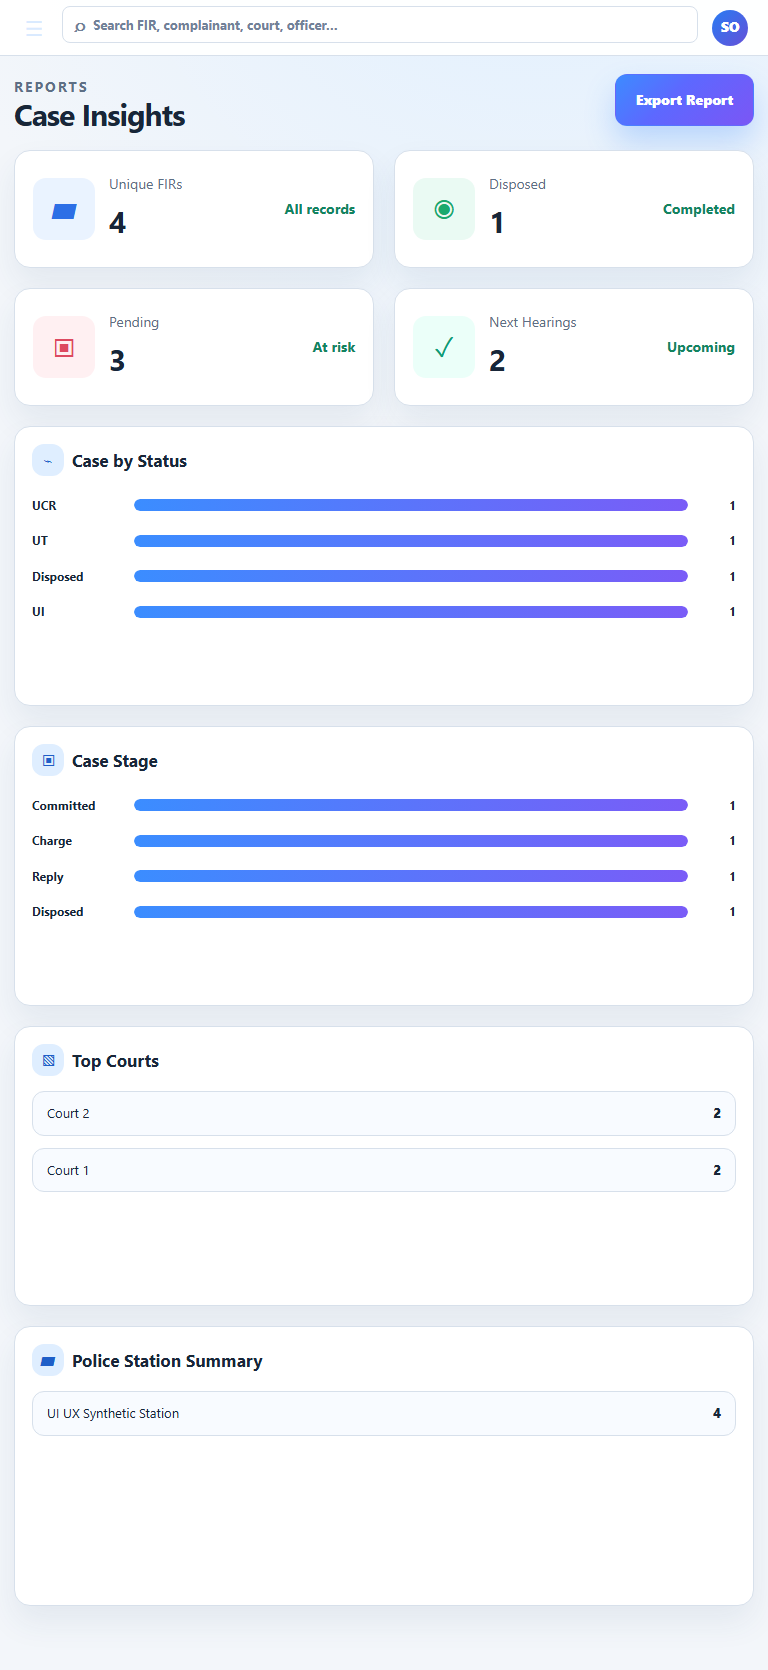 Search FIR, complainant, court, officer...
SO
REPORTS
Case Insights
Export Report
Unique FIRs
4
All records
Disposed
1
Completed
Pending
3
At risk
Next Hearings
2
Upcoming
Case by Status
UCR 1
UT 1
Disposed 1
UI 1
Case Stage
Committed 1
Charge 1
Reply 1
Disposed 1
Top Courts
Court 2 2
Court 1 2
Police Station Summary
UI UX Synthetic Station 4